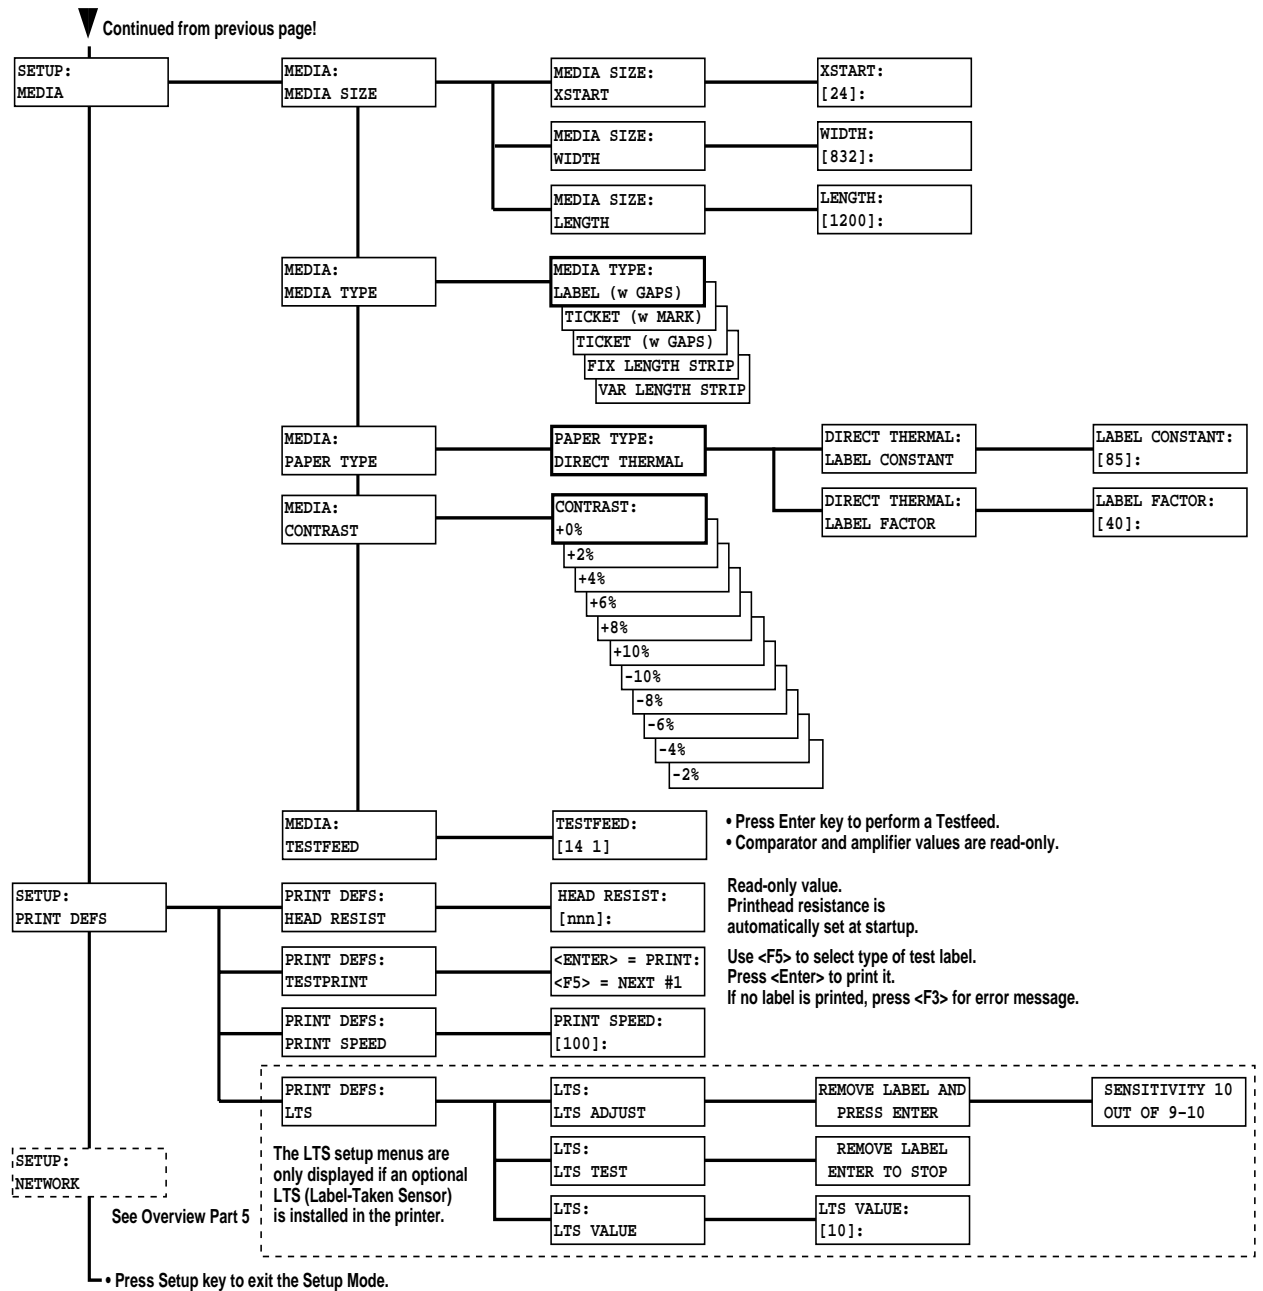 Continued from previous page!
SETUP:
MEDIA
MEDIA:
MEDIA SIZE
MEDIA SIZE:
XSTART
XSTART:
[24]:
MEDIA SIZE:
WIDTH
WIDTH:
[832]:
MEDIA SIZE:
LENGTH
LENGTH:
[1200]:
MEDIA:
MEDIA TYPE
MEDIA TYPE:
LABEL (w GAPS)
TICKET (w MARK)
TICKET (w GAPS)
FIX LENGTH STRIP
VAR LENGTH STRIP
MEDIA:
PAPER TYPE
PAPER TYPE:
DIRECT THERMAL
DIRECT THERMAL:
LABEL CONSTANT
LABEL CONSTANT:
[85]:
DIRECT THERMAL:
LABEL FACTOR
LABEL FACTOR:
[40]:
MEDIA:
CONTRAST
CONTRAST:
+0%
+2%
+4%
+6%
+8%
+10%
-10%
-8%
-6%
-4%
-2%
MEDIA:
TESTFEED
TESTFEED:
[14 1]
• Press Enter key to perform a Testfeed.
• Comparator and amplifier values are read-only.
SETUP:
PRINT DEFS
PRINT DEFS:
HEAD RESIST
HEAD RESIST:
[nnn]:
Read-only value.
Printhead resistance is
automatically set at startup.
PRINT DEFS:
TESTPRINT
<ENTER> = PRINT:
<F5> = NEXT #1
Use <F5> to select type of test label.
Press <Enter> to print it.
If no label is printed, press <F3> for error message.
PRINT DEFS:
PRINT SPEED
PRINT SPEED:
[100]:
PRINT DEFS:
LTS
LTS:
LTS ADJUST
REMOVE LABEL AND
PRESS ENTER
SENSITIVITY 10
OUT OF 9-10
LTS:
LTS TEST
REMOVE LABEL
ENTER TO STOP
LTS:
LTS VALUE
LTS VALUE:
[10]:
The LTS setup menus are
only displayed if an optional
LTS (Label-Taken Sensor)
is installed in the printer.
SETUP:
NETWORK
See Overview Part 5
• Press Setup key to exit the Setup Mode.